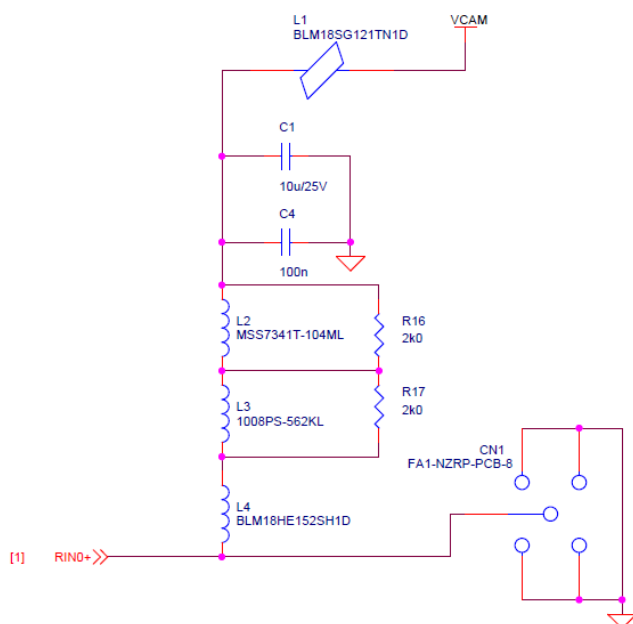 L1
BLM18SG121TN1D
VCAM
C1
10u/25V
C4
100n
L2
MSS7341T-104ML
R16
2k0
L3
1008PS-562KL
R17
2k0
CN1
FA1-NZRP-PCB-8
L4
BLM18HE152SH1D
[1] RIN0+